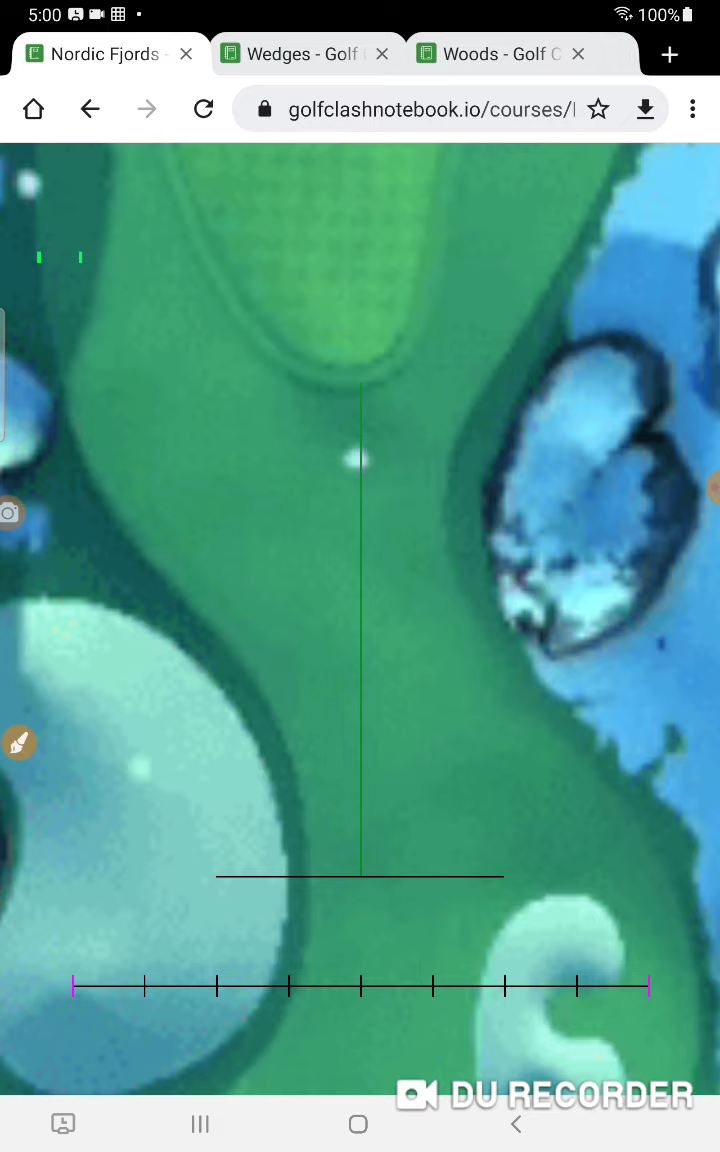 5:00
100%
Nordic Fjords -
Wedges - Golf
Woods - Golf C
golfclashnotebook.io/courses/
DU RECORDER